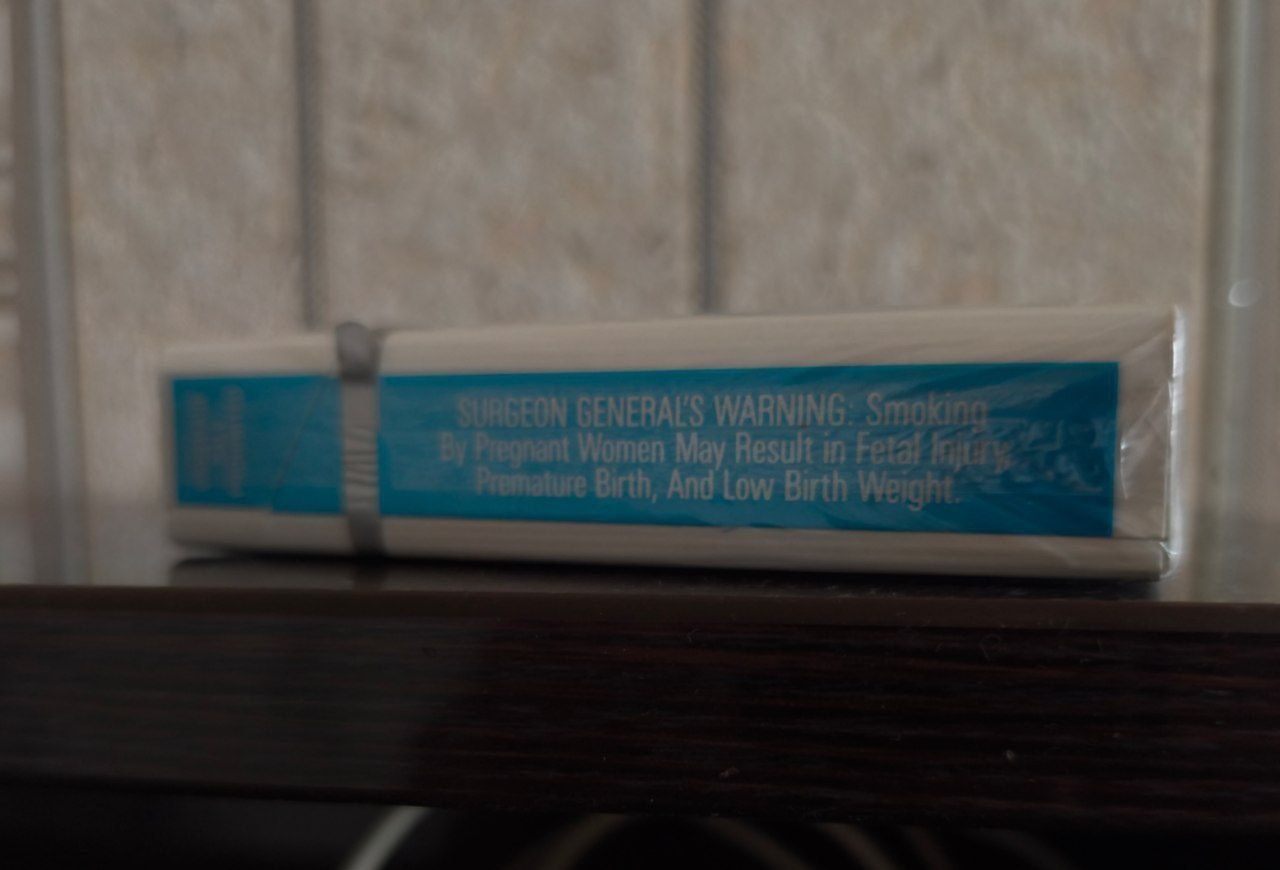 SURGEON GENERAL'S WARNING: Smoking
By Pregnant Women May Result in Fetal Injury,
Premature Birth, And Low Birth Weight.